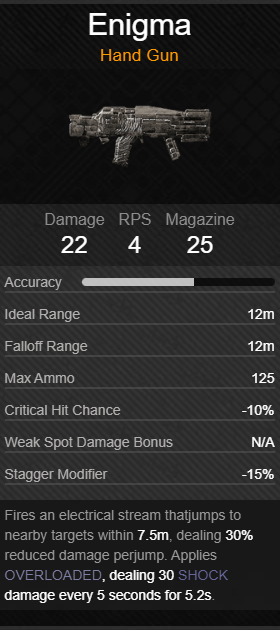 Enigma
Hand Gun
Damage RPS Magazine
22 4 25
Accuracy
Ideal Range 12m
Falloff Range 12m
Max Ammo 125
Critical Hit Chance -10%
Weak Spot Damage Bonus N/A
Stagger Modifier -15%
Fires an electrical stream thatjumps to
nearby targets within 7.5m, dealing 30%
reduced damage perjump. Applies
OVERLOADED, dealing 30 SHOCK
damage every 5 seconds for 5.2s.